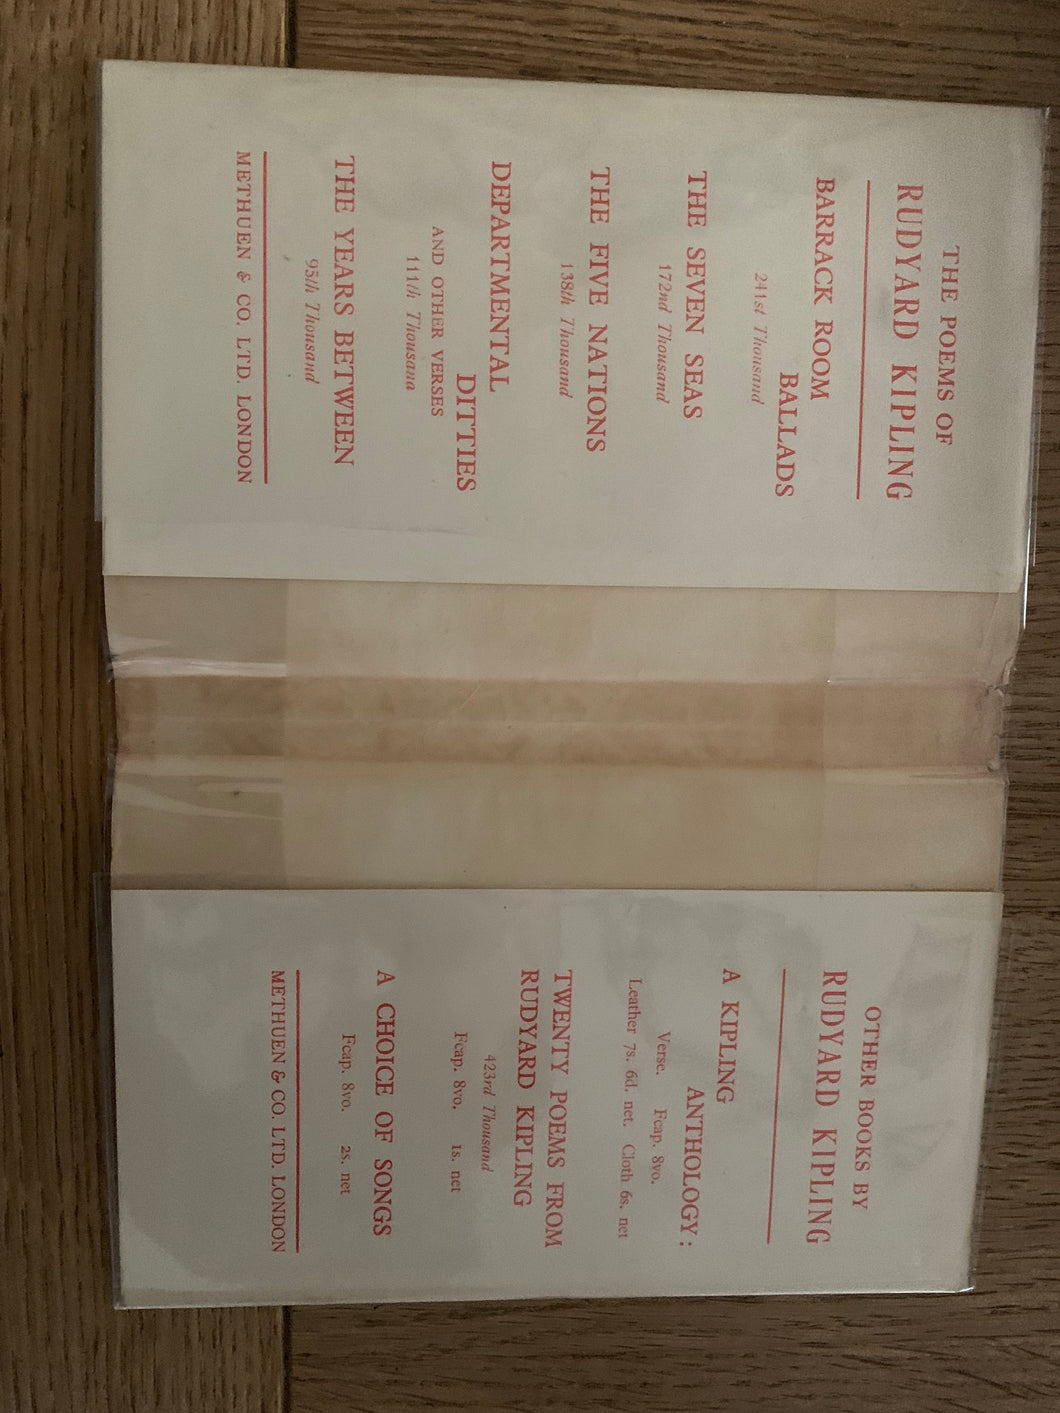 THE POEMS OF
RUDYARD KIPLING
BARRACK ROOM
BALLADS
241st Thousand
THE SEVEN SEAS
172nd Thousand
THE FIVE NATIONS
138th Thousand
DEPARTMENTAL
DITTIES
AND OTHER VERSES
111th Thousand
THE YEARS BETWEEN
95th Thousand
METHUEN & CO. LTD. LONDON
OTHER BOOKS BY
RUDYARD KIPLING
A KIPLING
ANTHOLOGY:
Verse. Fcap. 8vo.
Leather 7s. 6d. net. Cloth 6s. net
TWENTY POEMS FROM
RUDYARD KIPLING
423rd Thousand
Fcap. 8vo. 1s. net
A CHOICE OF SONGS
Fcap. 8vo. 2s. net
METHUEN & CO. LTD. LONDON